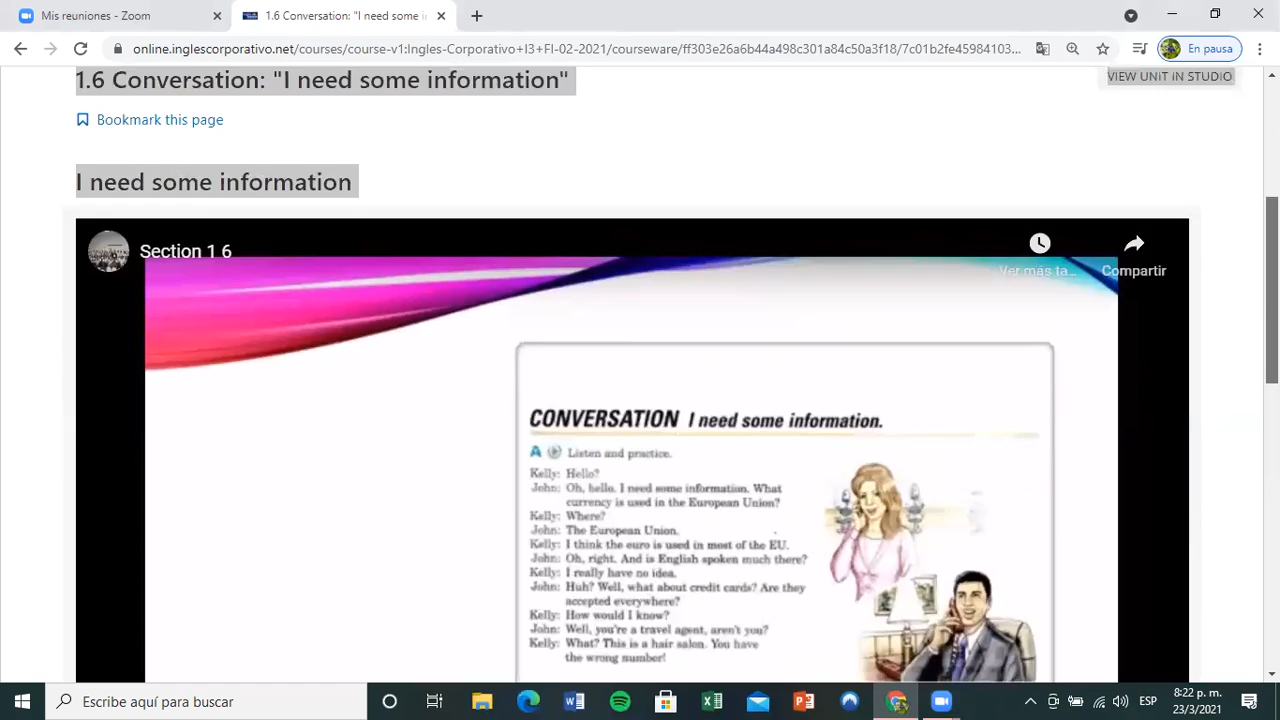 Mis reuniones - Zoom
1.6 Conversation: "I need some i
online.inglescorporativo.net/courses/course-v1:Ingles-Corporativo+I3+FI-02-2021/courseware/ff303e26a6b44a498c301a84c50a3f18/7c01b2fe45984103...
En pausa
1.6 Conversation: "I need some information"
VIEW UNIT IN STUDIO
Bookmark this page
I need some information
Section 1 6
Ver más ta...
Compartir
CONVERSATION I need some information.
A Listen and practice.
Kelly: Hello?
John: Oh, hello. I need some information. What
currency is used in the European Union?
Kelly: Where?
John: The European Union.
Kelly: I think the euro is used in most of the EU.
John: Oh, right. And is English spoken much there?
Kelly: I really have no idea.
John: Huh? Well, what about credit cards? Are they
accepted everywhere?
Kelly: How would I know?
John: Well, you're a travel agent, aren't you?
Kelly: What? This is a hair salon. You have
the wrong number!
Escribe aquí para buscar
ESP
8:22 p. m.
23/3/2021